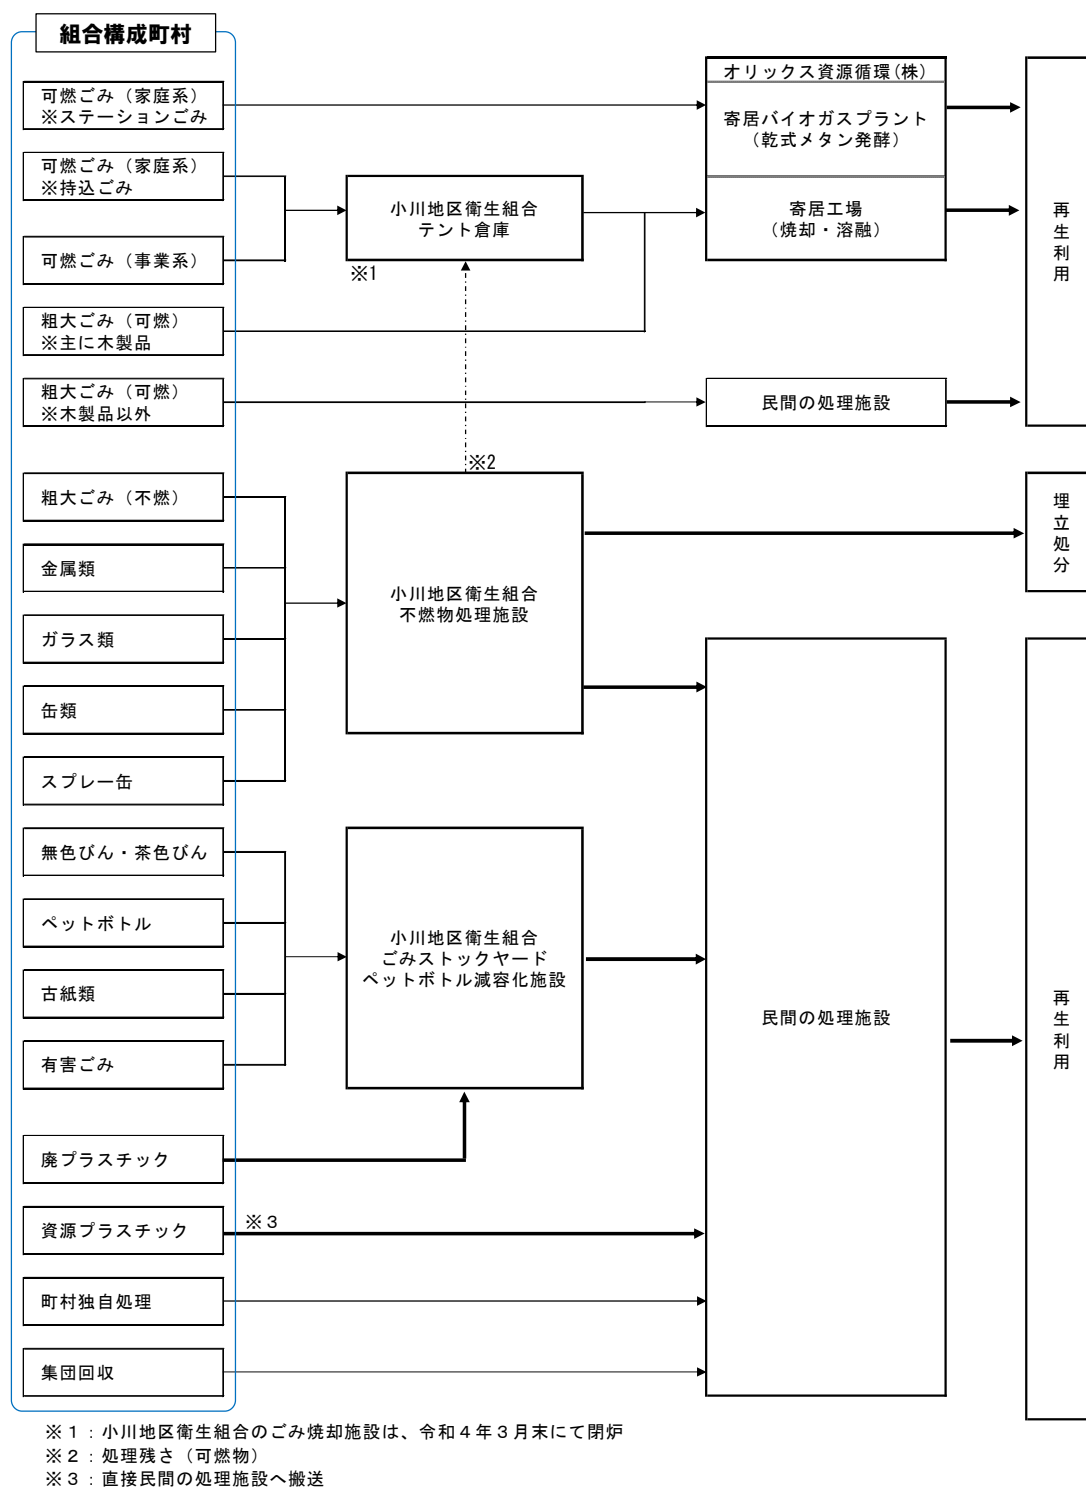 組合構成町村
可燃ごみ（家庭系）
※ステーションごみ
可燃ごみ（家庭系）
※持込ごみ
可燃ごみ（事業系）
粗大ごみ（可燃）
※主に木製品
粗大ごみ（可燃）
※木製品以外
粗大ごみ（不燃）
金属類
ガラス類
缶類
スプレー缶
無色びん・茶色びん
ペットボトル
古紙類
有害ごみ
廃プラスチック
資源プラスチック
町村独自処理
集団回収
小川地区衛生組合
テント倉庫
※1
※2
小川地区衛生組合
不燃物処理施設
小川地区衛生組合
ごみストックヤード
ペットボトル減容化施設
※３
オリックス資源循環(株)
寄居バイオガスプラント
（乾式メタン発酵）
寄居工場
（焼却・溶融）
民間の処理施設
民間の処理施設
再生利用
埋立処分
再生利用
※１：小川地区衛生組合のごみ焼却施設は、令和４年３月末にて閉炉
※２：処理残さ（可燃物）
※３：直接民間の処理施設へ搬送